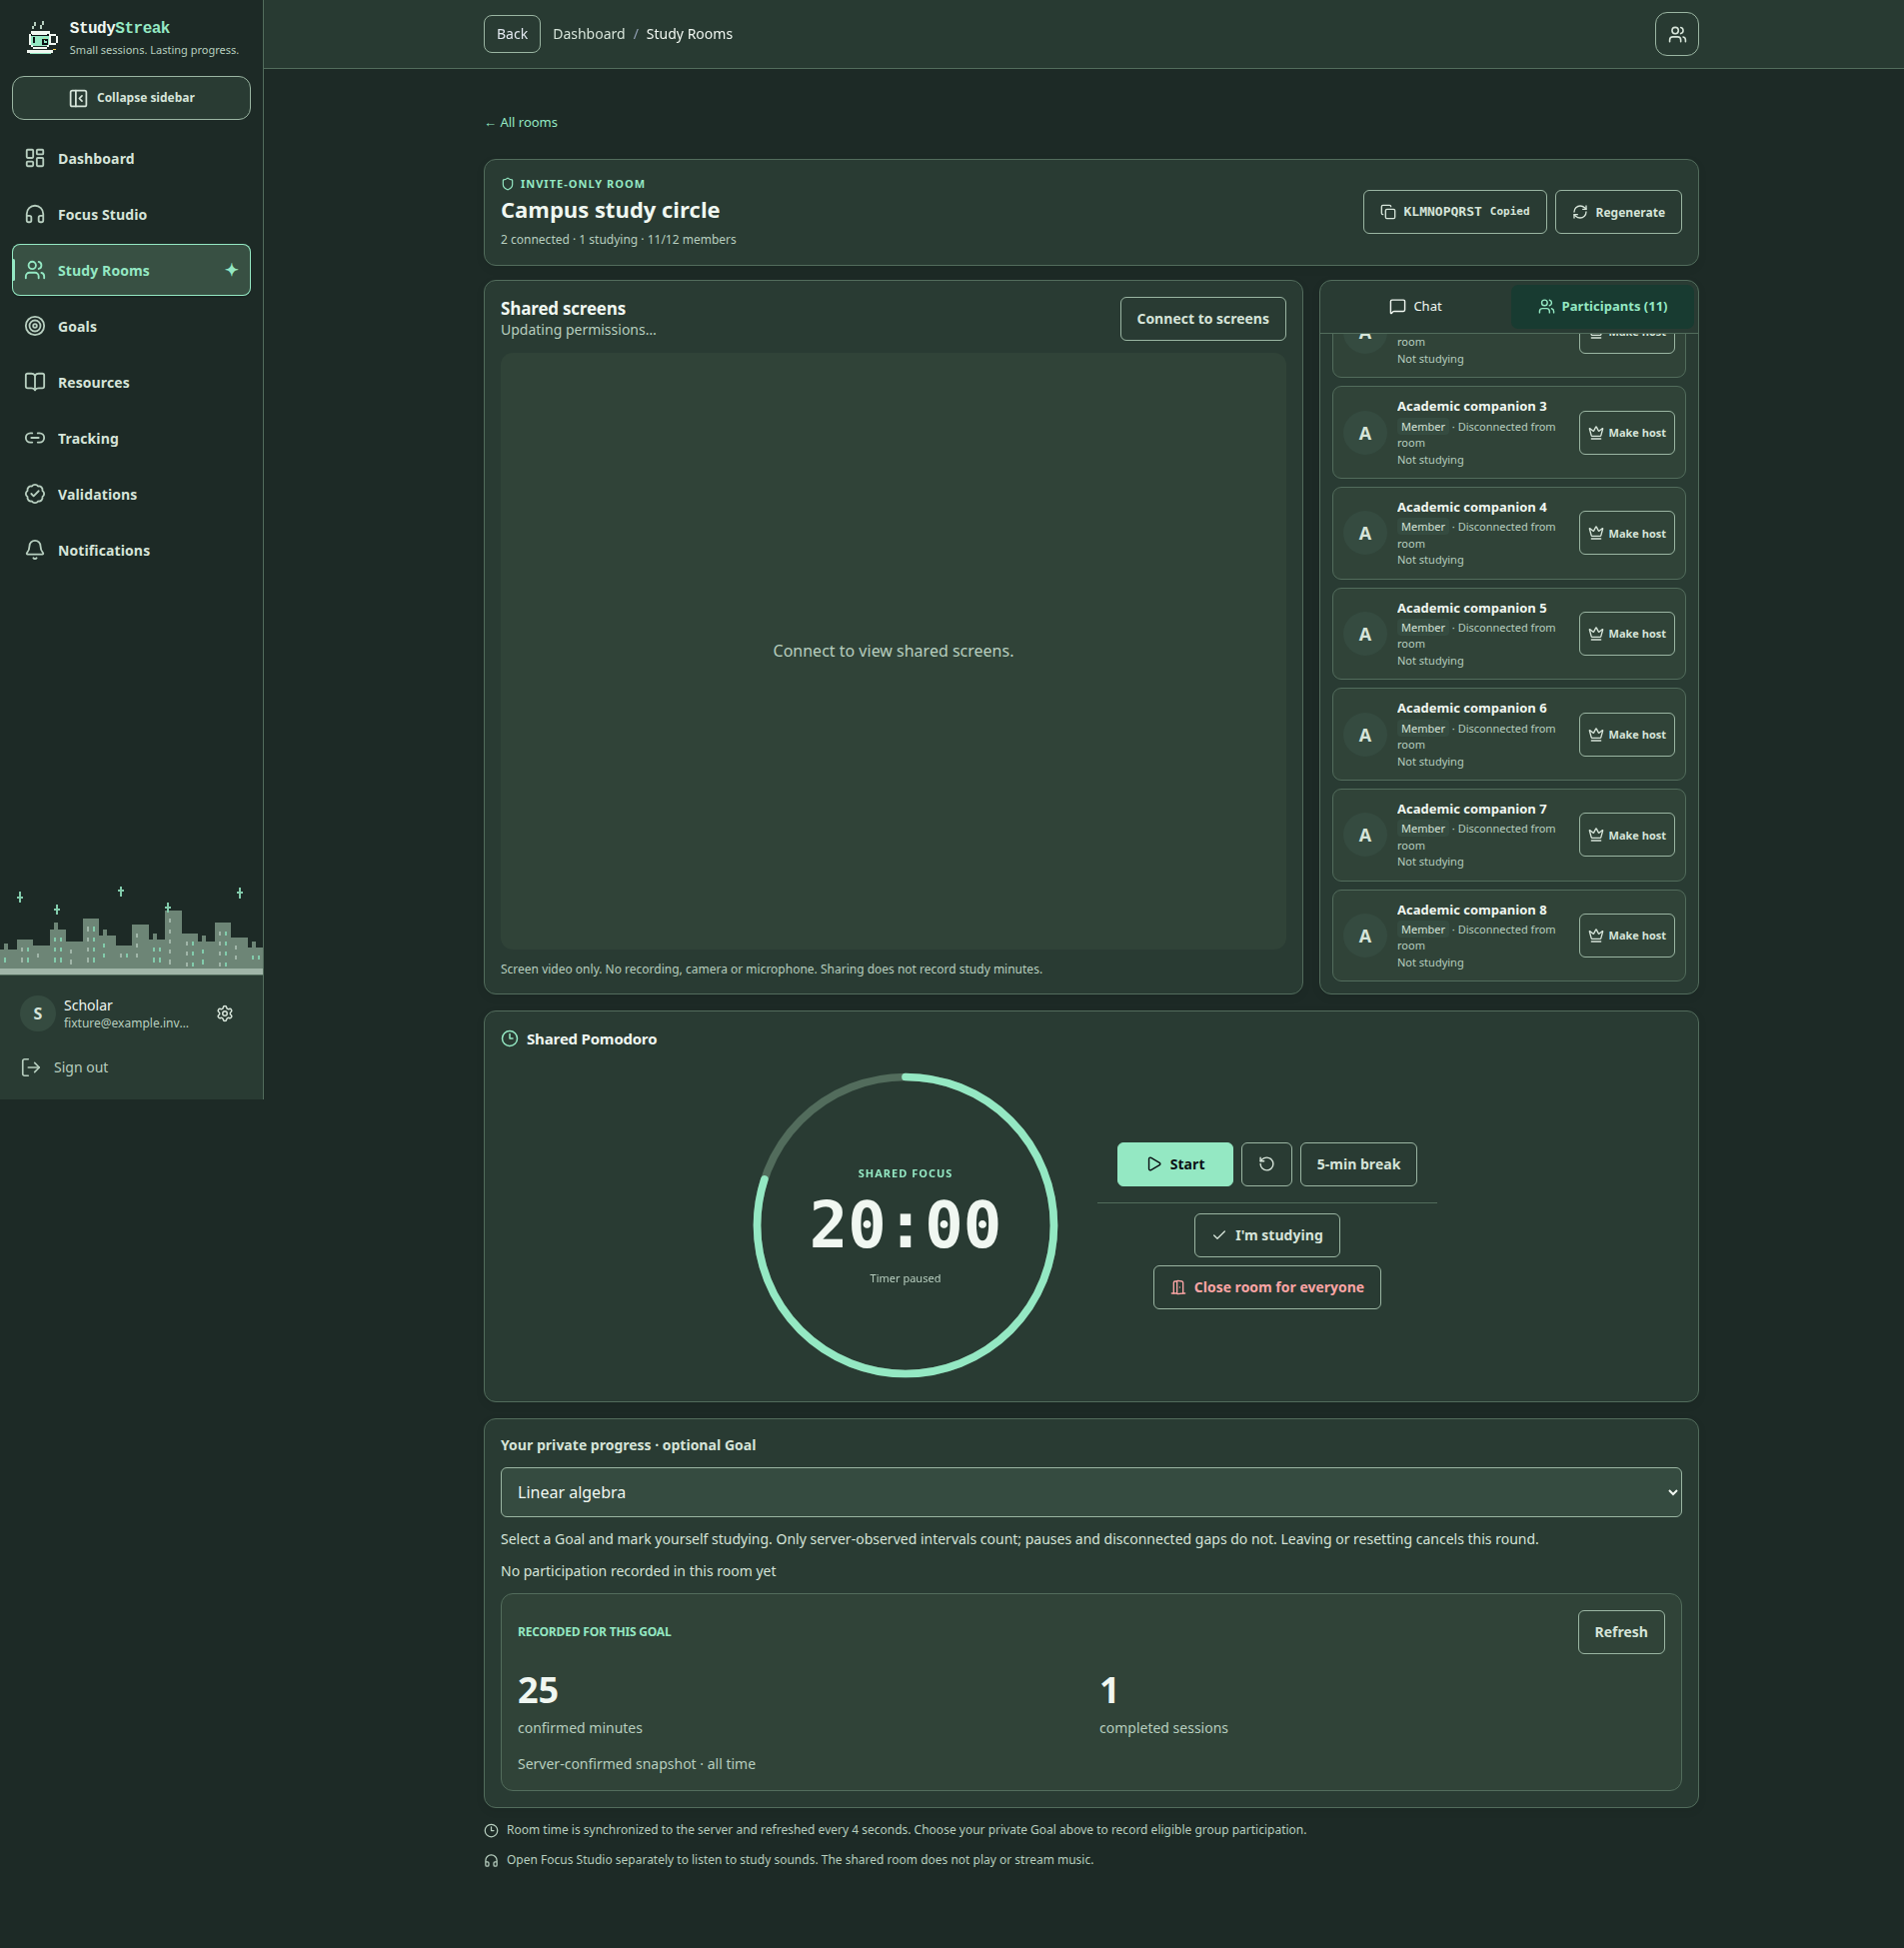 StudyStreak
Small sessions. Lasting progress.
Collapse sidebar
Dashboard
Focus Studio
Study Rooms
Goals
Resources
Tracking
Validations
Notifications
S
Scholar
fixture@example.inv...
Sign out
Back
Dashboard / Study Rooms
← All rooms
INVITE-ONLY ROOM
Campus study circle
2 connected · 1 studying · 11/12 members
KLMNOPQRST Copied
Regenerate
Shared screens
Updating permissions...
Connect to screens
Connect to view shared screens.
Screen video only. No recording, camera or microphone. Sharing does not record study minutes.
Chat
Participants (11)
A
room
Not studying
Make host
A
Academic companion 3
Member · Disconnected from
room
Not studying
Make host
A
Academic companion 4
Member · Disconnected from
room
Not studying
Make host
A
Academic companion 5
Member · Disconnected from
room
Not studying
Make host
A
Academic companion 6
Member · Disconnected from
room
Not studying
Make host
A
Academic companion 7
Member · Disconnected from
room
Not studying
Make host
A
Academic companion 8
Member · Disconnected from
room
Not studying
Make host
Shared Pomodoro
SHARED FOCUS
20:00
Timer paused
Start
5-min break
I'm studying
Close room for everyone
Your private progress · optional Goal
Linear algebra
Select a Goal and mark yourself studying. Only server-observed intervals count; pauses and disconnected gaps do not. Leaving or resetting cancels this round.
No participation recorded in this room yet
RECORDED FOR THIS GOAL
Refresh
25
confirmed minutes
1
completed sessions
Server-confirmed snapshot · all time
Room time is synchronized to the server and refreshed every 4 seconds. Choose your private Goal above to record eligible group participation.
Open Focus Studio separately to listen to study sounds. The shared room does not play or stream music.